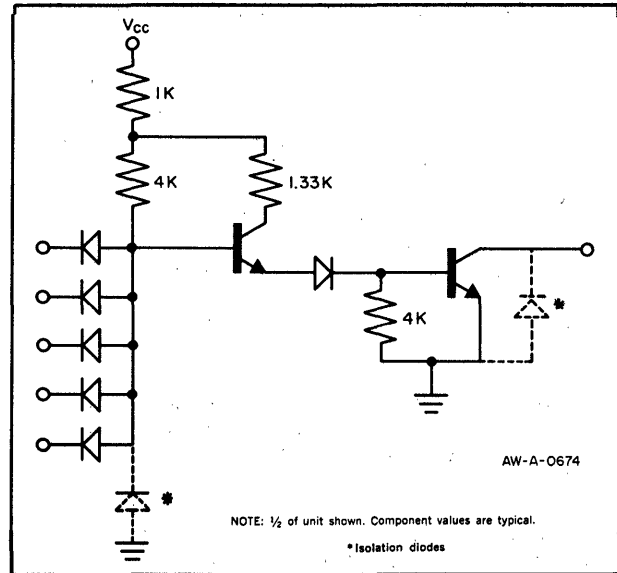 Vcc
1K
4K
1.33K
4K
*
*
AW-A-0674
NOTE: ½ of unit shown. Component values are typical.
*Isolation diodes